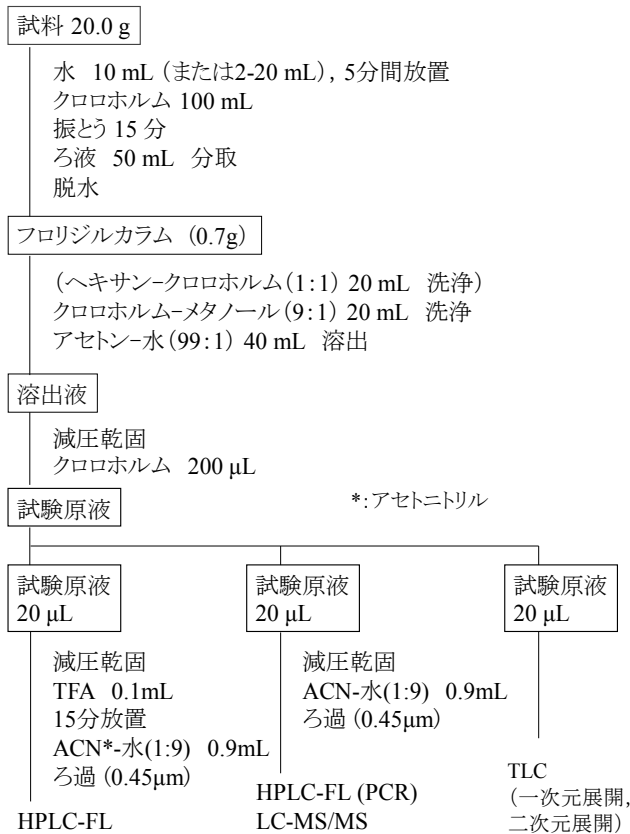 試料 20.0 g
水 10 mL (または2-20 mL), 5分間放置
クロロホルム 100 mL
振とう 15 分
ろ液 50 mL 分取
脱水
フロリジルカラム (0.7g)
(ヘキサン-クロロホルム(1:1) 20 mL 洗浄)
クロロホルム-メタノール(9:1) 20 mL 洗浄
アセトン-水(99:1) 40 mL 溶出
溶出液
減圧乾固
クロロホルム 200 μL
試験原液
*:アセトニトリル
試験原液
20 μL
減圧乾固
TFA 0.1mL
15分放置
ACN*-水(1:9) 0.9mL
ろ過 (0.45μm)
HPLC-FL
試験原液
20 μL
減圧乾固
ACN-水(1:9) 0.9mL
ろ過 (0.45μm)
HPLC-FL (PCR)
LC-MS/MS
試験原液
20 μL
TLC
(一次元展開,
二次元展開)